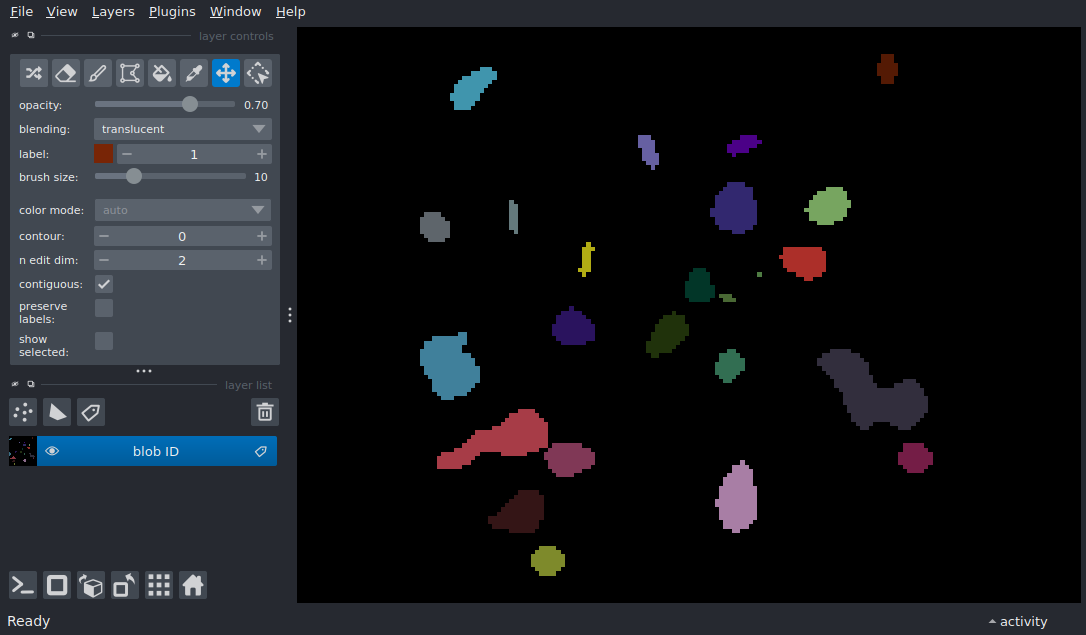 File View Layers Plugins Window Help
layer controls
opacity: 0.70
blending: translucent
label: 1
brush size: 10
color mode: auto
contour: 0
n edit dim: 2
contiguous:
preserve
labels:
show
selected:
layer list
blob ID
Ready
activity